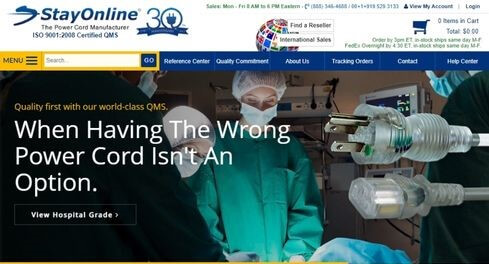 StayOnline®
The Power Cord Manufacturer
ISO 9001:2008 Certified QMS
30
Sales: Mon - Fri 8 AM to 8 PM Eastern - (888) 346-4688 - 00+1+919 529 3133
View My Account | Login
Find a Reseller
International Sales
0 Items in Cart
Total: $0.00
Order by 3pm ET, in-stock ships same day M-F
FedEx Overnight by 4:30 ET, in-stock ships same day M-F
MENU
Search...
GO
Reference Center
Quality Commitment
About Us
Tracking Orders
Contact
Help Center
Quality first with our world-class QMS.
When Having The Wrong
Power Cord Isn't An
Option.
View Hospital Grade >